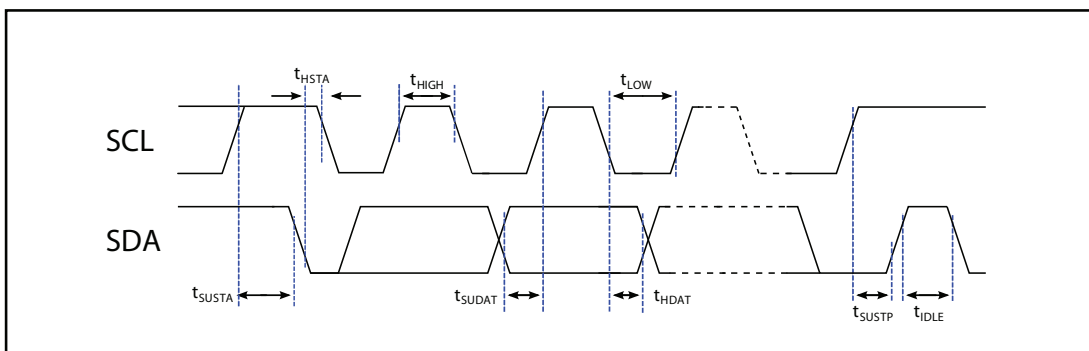 tHSTA
tHIGH
tLOW
SCL
SDA
tSUSTA
tSUDAT
tHDAT
tSUSTP
tIDLE